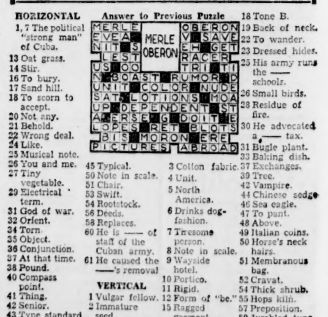 HORIZONTAL
1, 7 The political
"strong man"
of Cuba.
13 Oat grass.
14 Stir.
16 To bury.
17 Sand hill.
18 To scorn to
accept.
20 Not any.
21 Behold.
22 Wrong deal.
24 Like.
25 Musical note.
26 You and me.
27 Tiny
vegetable.
29 Electrical
term.
31 God of war.
32 Orient.
34 Torn.
35 Object.
36 Conjunction.
37 At that time.
38 Pound.
40 Compass
point.
41 Thing.
42 Senior.
43 Type standard
Answer to Previous Puzzle
MERLE OBERON
MERLE
OBERON
PICTURES ABROAD
45 Typical.
50 Note in scale.
51 Chair.
53 Swift.
54 Rootstock.
56 Deeds.
58 Replaces.
60 He is — of
staff of the
Cuban army.
61 He caused the
—'s removal
VERTICAL
1 Vulgar fellow.
2 Immature
seed
3 Cotton fabric.
4 Unit.
5 North
America.
6 Drinks dog-
fashion.
7 Tiresome
person.
8 Note in scale.
9 Wayside
hotel.
10 Portico.
11 Rigid.
12 Form of "be."
15 Ragged
18 Tone B.
19 Back of neck.
22 To wander.
23 Dressed hides.
25 His army runs
the —
schools.
26 Small birds.
28 Residue of
fire.
30 He advocated
a —.
31 Bugle plant.
33 Baking dish.
37 Exchanges.
39 Tree.
42 Vampire.
44 Chinese sedge
46 Sea eagle.
47 To pant.
48 Above.
49 Italian coins.
50 Horse's neck
hairs.
51 Membranous
bag.
52 Cravat.
54 Thick shrub.
55 Hops kiln.
57 Preposition.